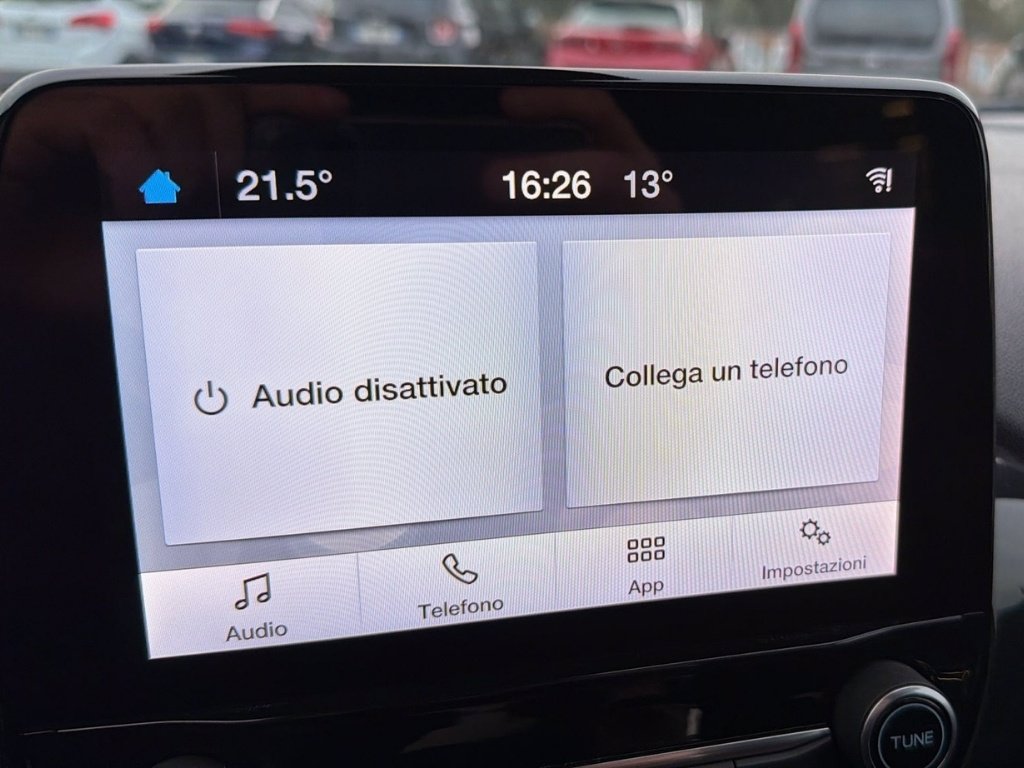 21.5° 16:26 13°
Audio disattivato
Collega un telefono
Audio
Telefono
App
Impostazioni
TUNE